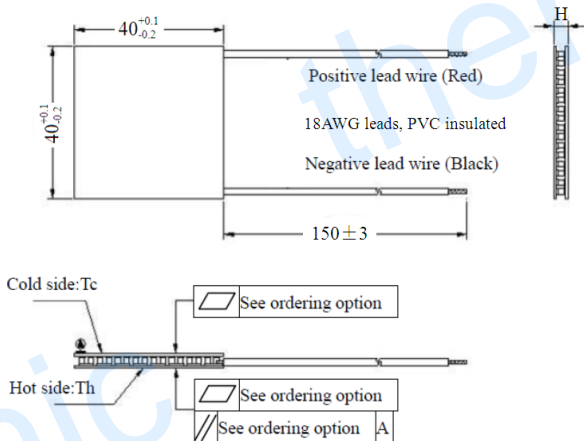 40+0.1-0.2
H
Positive lead wire (Red)
40+0.1-0.2
18AWG leads, PVC insulated
Negative lead wire (Black)
150±3
Cold side:Tc
See ordering option
A
Hot side:Th
See ordering option
See ordering option A